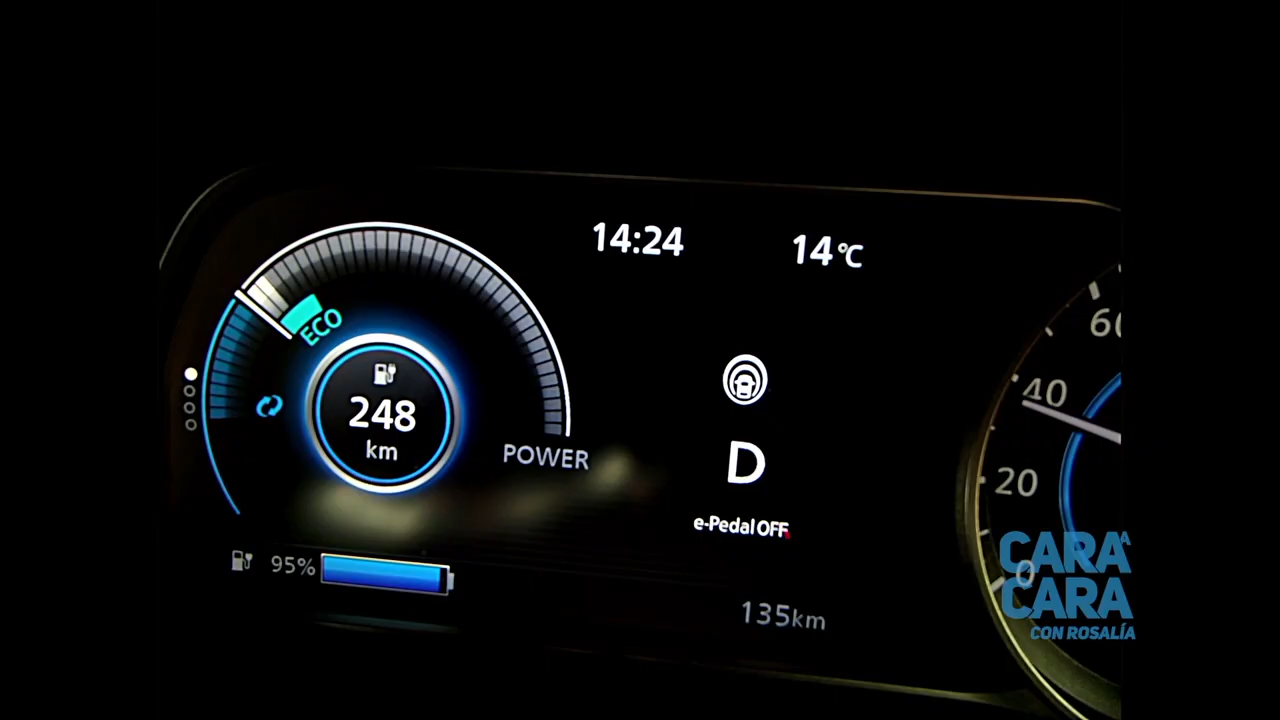 14:24
14°C
60
ECO
248
km
40
POWER
D
20
e-Pedal OFF
95%
0
135km
CARA A
CARA
CON ROSALÍA